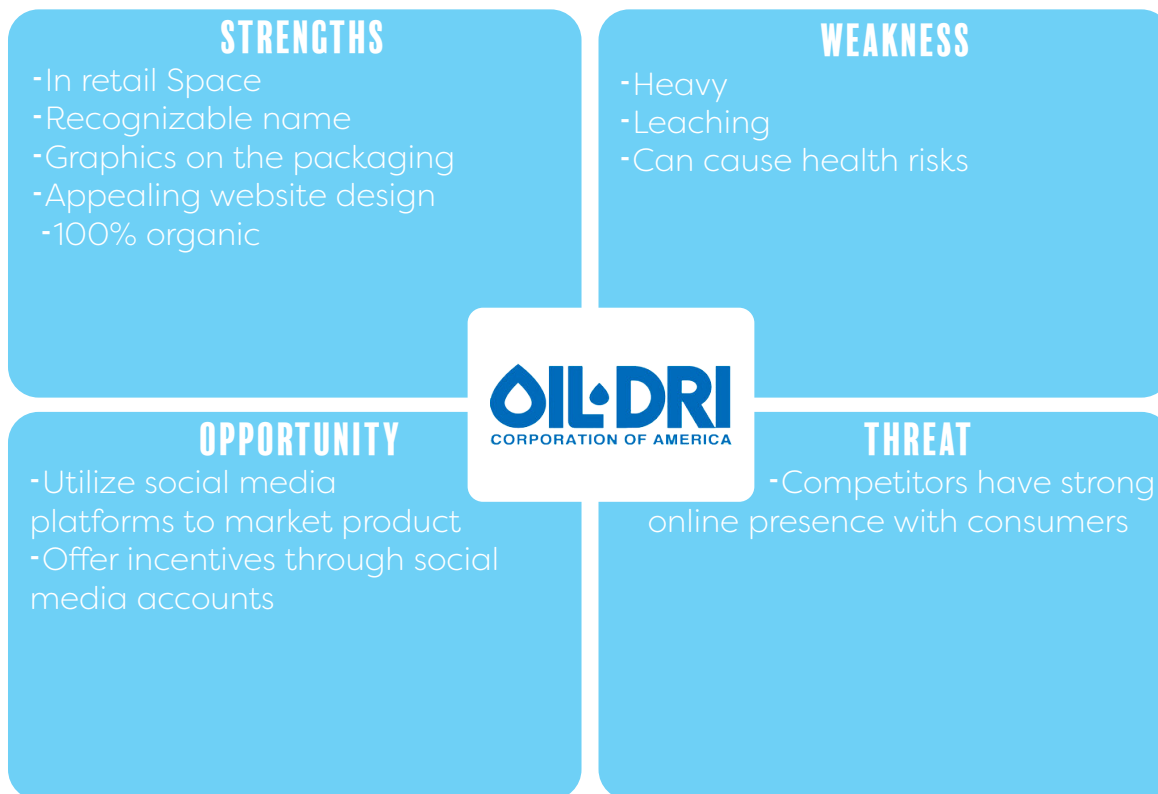 STRENGTHS
-In retail Space
-Recognizable name
-Graphics on the packaging
-Appealing website design
-100% organic
WEAKNESS
-Heavy
-Leaching
-Can cause health risks
OIL-DRI
CORPORATION OF AMERICA
OPPORTUNITY
-Utilize social media
platforms to market product
-Offer incentives through social
media accounts
THREAT
-Competitors have strong
online presence with consumers